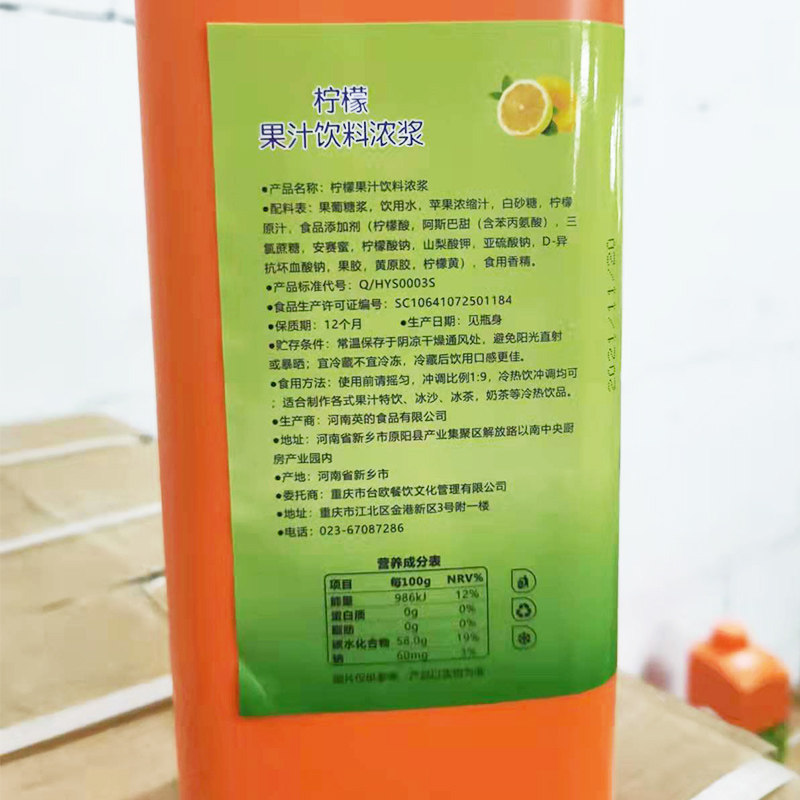 柠檬
果汁饮料浓浆
●产品名称：柠檬果汁饮料浓浆
●配料表：果葡糖浆，饮用水，苹果浓缩汁，白砂糖，柠檬
原汁，食品添加剂（柠檬酸，阿斯巴甜（含苯丙氨酸），三
氯蔗糖，安赛蜜，柠檬酸钠，山梨酸钾，亚硫酸钠，D-异
抗坏血酸钠，果胶，黄原胶，柠檬黄），食用香精。
●产品标准代号：Q/HYS0003S
●食品生产许可证编号：SC10641072501184
●保质期：12个月 ●生产日期：见瓶身
●贮存条件：常温保存于阴凉干燥通风处，避免阳光直射
或暴晒；宜冷藏不宜冷冻，冷藏后饮用口感更佳。
●食用方法：使用前请摇匀，冲调比例1:9，冷热饮冲调均可
；适合制作各式果汁特饮、冰沙、冰茶，奶茶等冷热饮品。
●生产商：河南英的食品有限公司
●地址：河南省新乡市原阳县产业集聚区解放路以南中央厨
房产业园内
●产地：河南省新乡市
●委托商：重庆市台欧餐饮文化管理有限公司
●地址：重庆市江北区金港新区3号附一楼
●电话：023-67087286
营养成分表
项目 每100g NRV%
能量 986kJ 12%
蛋白质 0g 0%
脂肪 0g 0%
碳水化合物 58.0g 19%
钠 60mg 3%
图片仅供参考，产品以实物为准
2021/11/20